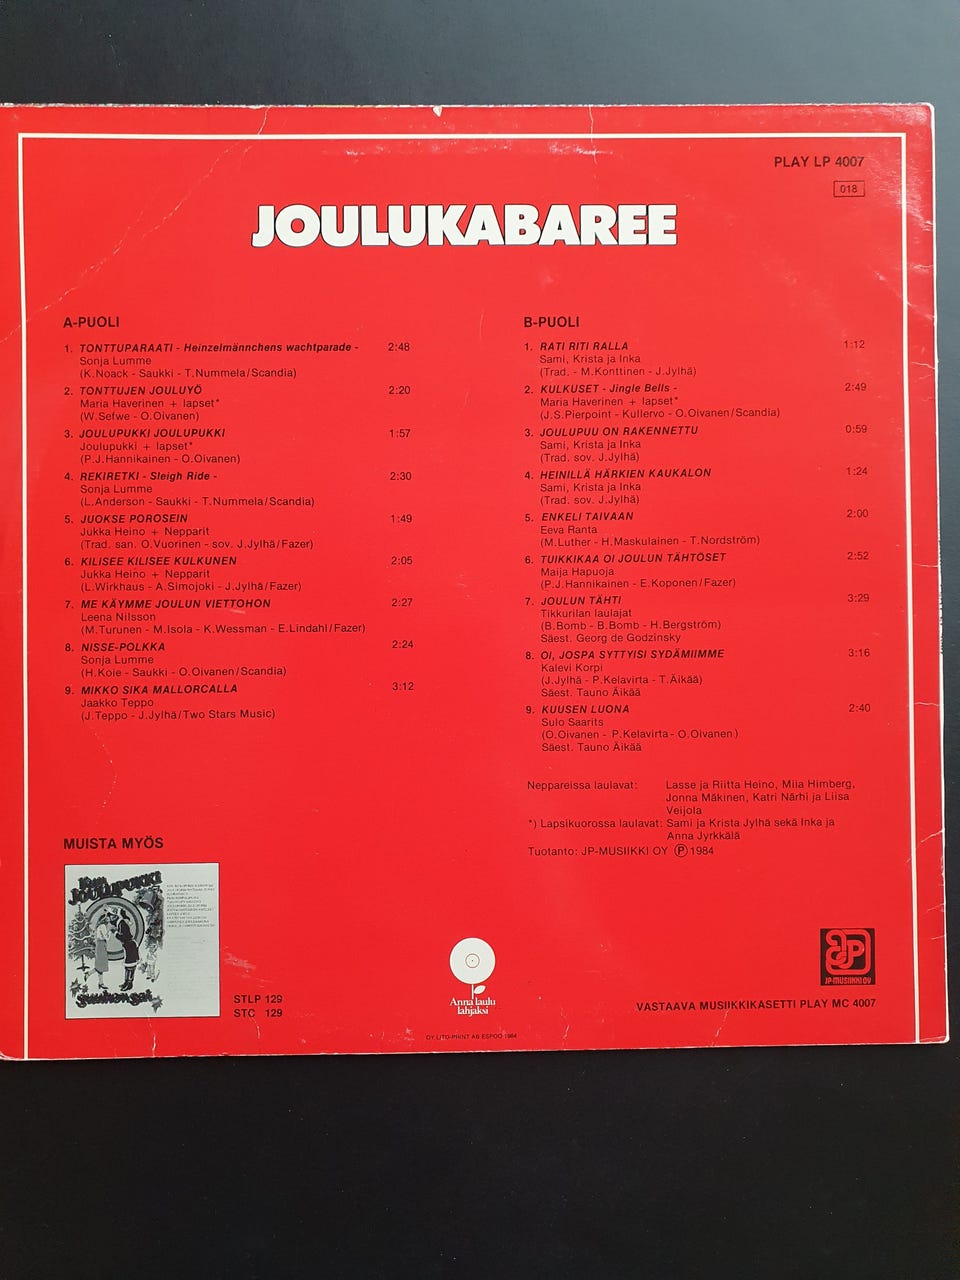 PLAY LP 4007
018
JOULUKABAREE
A-PUOLI
1. TONTTUPARAATI - Heinzelmännchens wachtparade - 2:48
Sonja Lumme
(K.Noack - Saukki - T.Nummela/Scandia)
2. TONTTUJEN JOULUYÖ 2:20
Maria Haverinen + lapset*
(W.Sefwe - O.Oivanen)
3. JOULUPUKKI JOULUPUKKI 1:57
Joulupukki + lapset*
(P.J.Hannikainen - O.Oivanen)
4. REKIRETKI - Sleigh Ride - 2:30
Sonja Lumme
(L.Anderson - Saukki - T.Nummela/Scandia)
5. JUOKSE POROSEIN 1:49
Jukka Heino + Nepparit
(Trad. san. O.Vuorinen - sov. J.Jylhä/Fazer)
6. KILISEE KILISEE KULKUNEN 2:05
Jukka Heino + Nepparit
(L.Wirkhaus - A.Simojoki - J.Jylhä/Fazer)
7. ME KÄYMME JOULUN VIETTOHON 2:27
Leena Nilsson
(M.Turunen - M.Isola - K.Wessman - E.Lindahl/Fazer)
8. NISSE-POLKKA 2:24
Sonja Lumme
(H.Koie - Saukki - O.Oivanen/Scandia)
9. MIKKO SIKA MALLORCALLA 3:12
Jaakko Teppo
(J.Teppo - J.Jylhä/Two Stars Music)
B-PUOLI
1. RATI RITI RALLA 1:12
Sami, Krista ja Inka
(Trad. - M.Konttinen - J.Jylhä)
2. KULKUSET - Jingle Bells - 2:49
Maria Haverinen + lapset*
(J.S.Pierpoint - Kullervo - O.Oivanen/Scandia)
3. JOULUPUU ON RAKENNETTU 0:59
Sami, Krista ja Inka
(Trad. sov. J.Jylhä)
4. HEINILLÄ HÄRKIEN KAUKALON 1:24
Sami, Krista ja Inka
(Trad. sov. J.Jylhä)
5. ENKELI TAIVAAN 2:00
Eeva Ranta
(M.Luther - H.Maskulainen - T.Nordström)
6. TUIKKIKAA OI JOULUN TÄHTÖSET 2:52
Maija Hapuoja
(P.J.Hannikainen - E.Koponen/Fazer)
7. JOULUN TÄHTI 3:29
Tikkurilan laulajat
(B.Bomb - B.Bomb - H.Bergström)
Säest. Georg de Godzinsky
8. OI, JOSPA SYTTYISI SYDÄMIIMME 3:16
Kalevi Korpi
(J.Jylhä - P.Kelavirta - T.Äikää)
Säest. Tauno Äikää
9. KUUSEN LUONA 2:40
Sulo Saarits
(O.Oivanen - P.Kelavirta - O.Oivanen)
Säest. Tauno Äikää
Neppareissa laulavat: Lasse ja Riitta Heino, Miia Himberg,
Jonna Mäkinen, Katri Närhi ja Liisa
Veijola
*) Lapsikuorossa laulavat: Sami ja Krista Jylhä sekä Inka ja
Anna Jyrkkälä
Tuotanto: JP-MUSIIKKI OY Ⓟ 1984
MUISTA MYÖS
JOULUPUKKI
STLP 129
STC 129
Anna laulu
lahjaksi
JP
JP-MUSIIKKI OY
VASTAAVA MUSIIKKIKASETTI PLAY MC 4007
OY LITO-PRINT AB ESPOO 1984